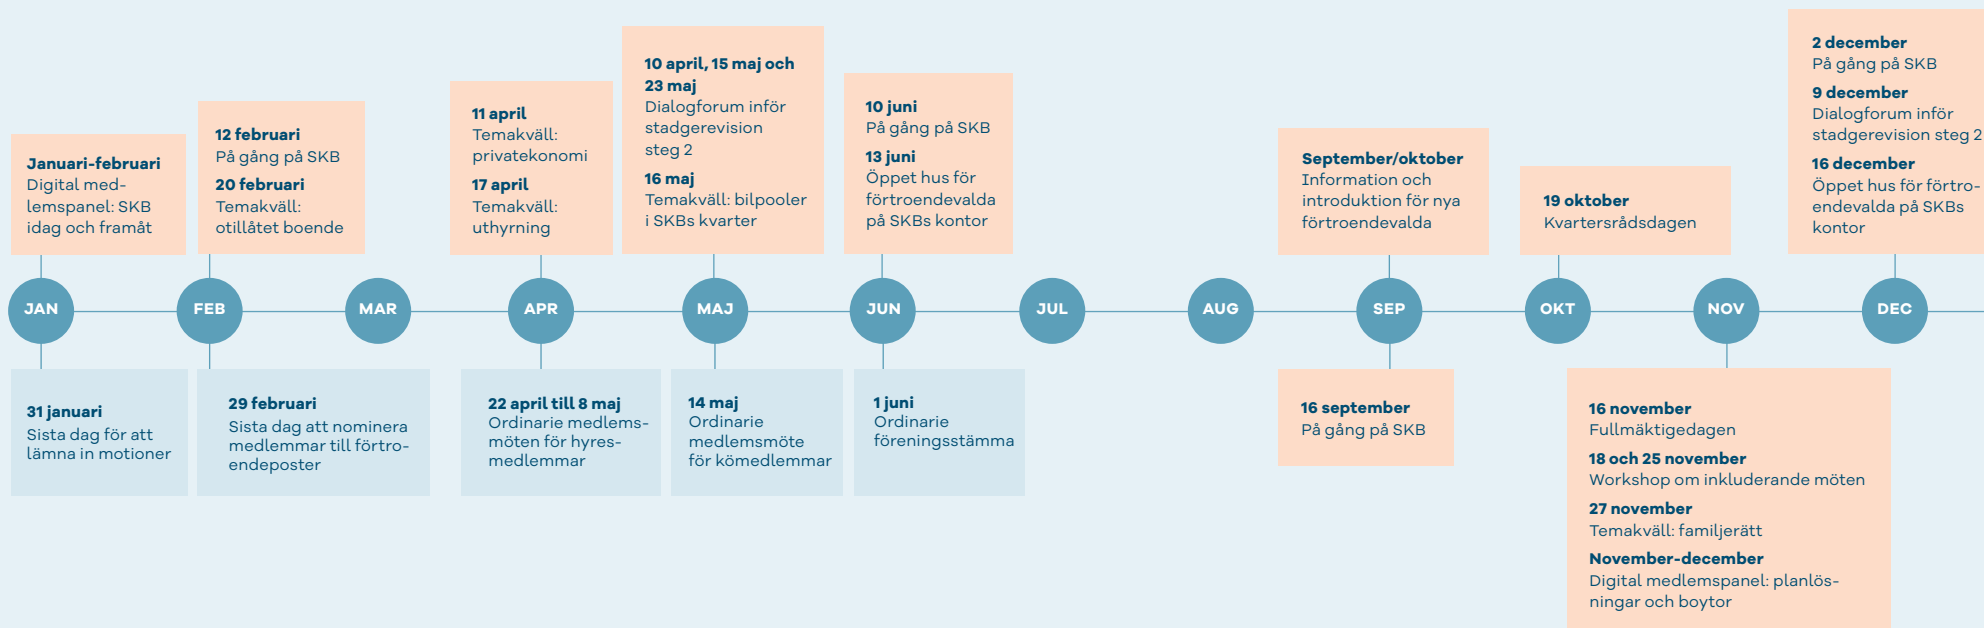 Januari-februari
Digital med-
lemspanel: SKB
idag och framåt
12 februari
På gång på SKB
20 februari
Temakväll:
otillåtet boende
11 april
Temakväll:
privatekonomi
17 april
Temakväll:
uthyrning
10 april, 15 maj och
23 maj
Dialogforum inför
stadgerevision
steg 2
16 maj
Temakväll: bilpooler
i SKBs kvarter
10 juni
På gång på SKB
13 juni
Öppet hus för
förtroendevalda
på SKBs kontor
September/oktober
Information och
introduktion för nya
förtroendevalda
19 oktober
Kvartersrådsdagen
2 december
På gång på SKB
9 december
Dialogforum inför
stadgerevision steg 2
16 december
Öppet hus för förtro-
endevalda på SKBs
kontor
JAN
FEB
MAR
APR
MAJ
JUN
JUL
AUG
SEP
OKT
NOV
DEC
31 januari
Sista dag för att
lämna in motioner
29 februari
Sista dag att nominera
medlemmar till förtro-
endeposter
22 april till 8 maj
Ordinarie medlems-
möten för hyres-
medlemmar
14 maj
Ordinarie
medlemsmöte
för kömedlemmar
1 juni
Ordinarie
föreningsstämma
16 september
På gång på SKB
16 november
Fullmäktigedagen
18 och 25 november
Workshop om inkluderande möten
27 november
Temakväll: familjerätt
November-december
Digital medlemspanel: planlös-
ningar och boytor